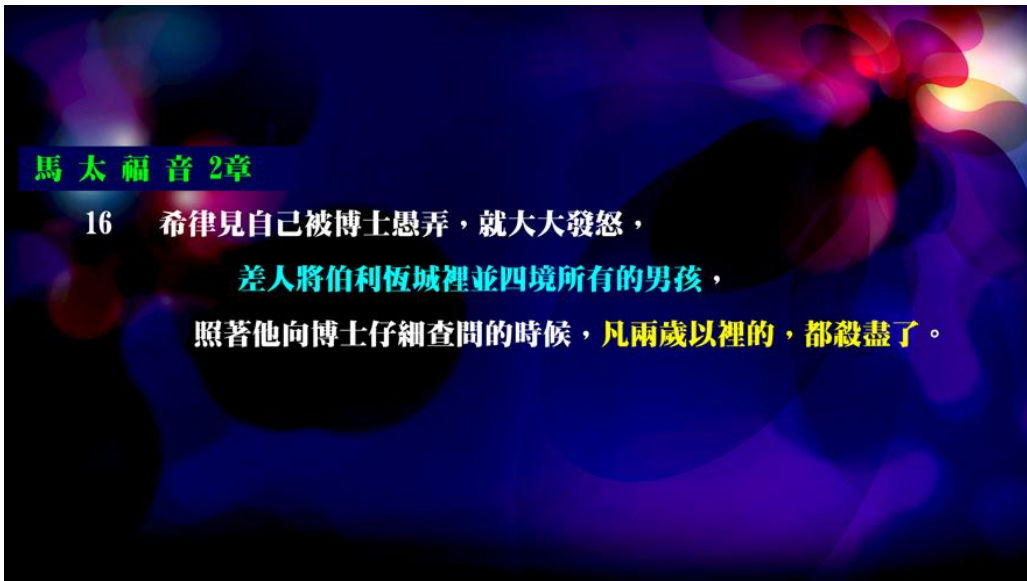 馬太福音 2章
16 希律見自己被博士愚弄，就大大發怒，
差人將伯利恆城裡並四境所有的男孩，
照著他向博士仔細查問的時候，凡兩歲以裡的，都殺盡了。